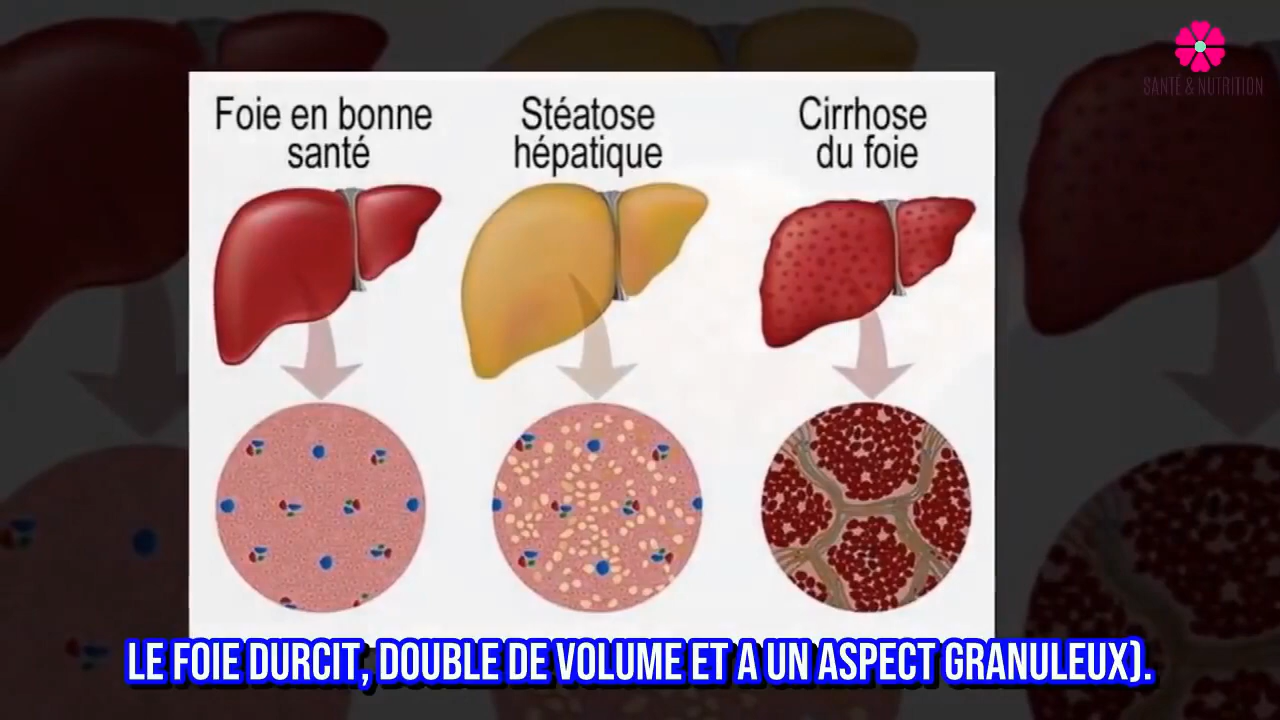 SANTÉ & NUTRITION
Foie en bonne
santé
Stéatose
hépatique
Cirrhose
du foie
LE FOIE DURCIT, DOUBLE DE VOLUME ET A UN ASPECT GRANULEUX).